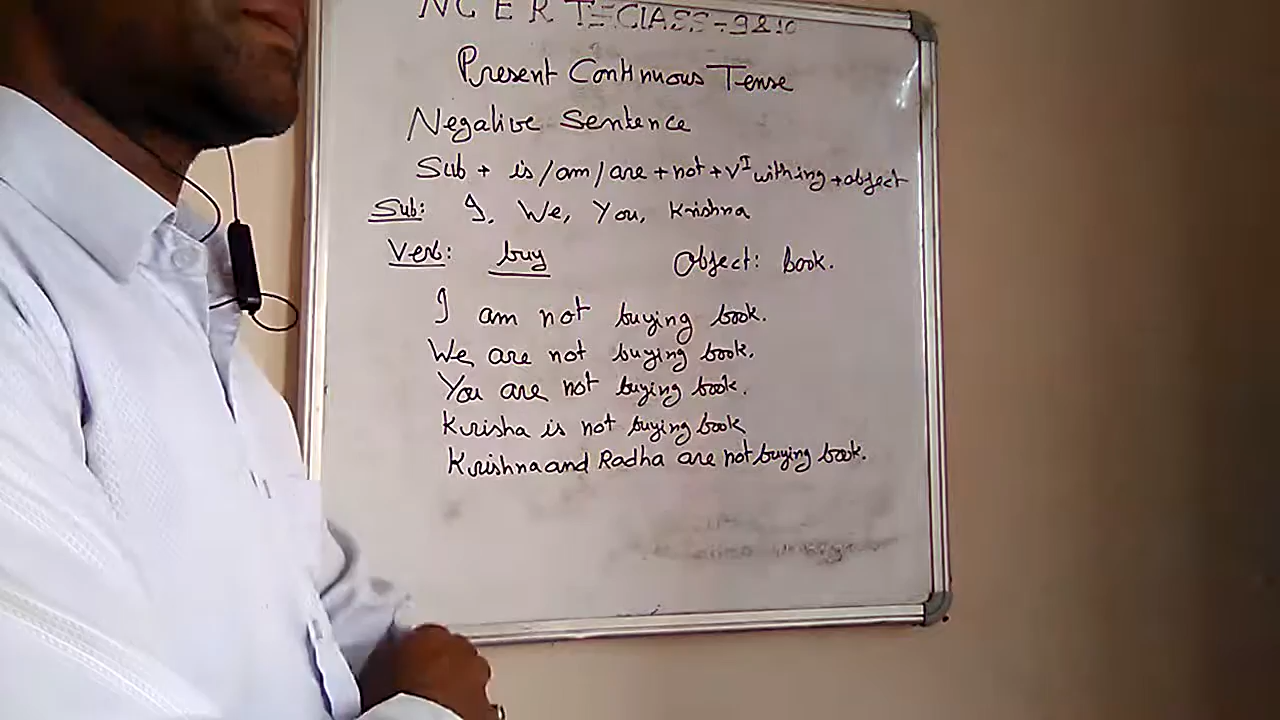 NCERT CLASS-9&10
Present Continuous Tense
Negative Sentence
Sub + is/am/are + not + V^I with ing + object
Sub: I, We, You, Krishna
Verb: buy Object: book.
I am not buying book.
We are not buying book.
You are not buying book.
Krisha is not buying book
Krishna and Radha are not buying book.